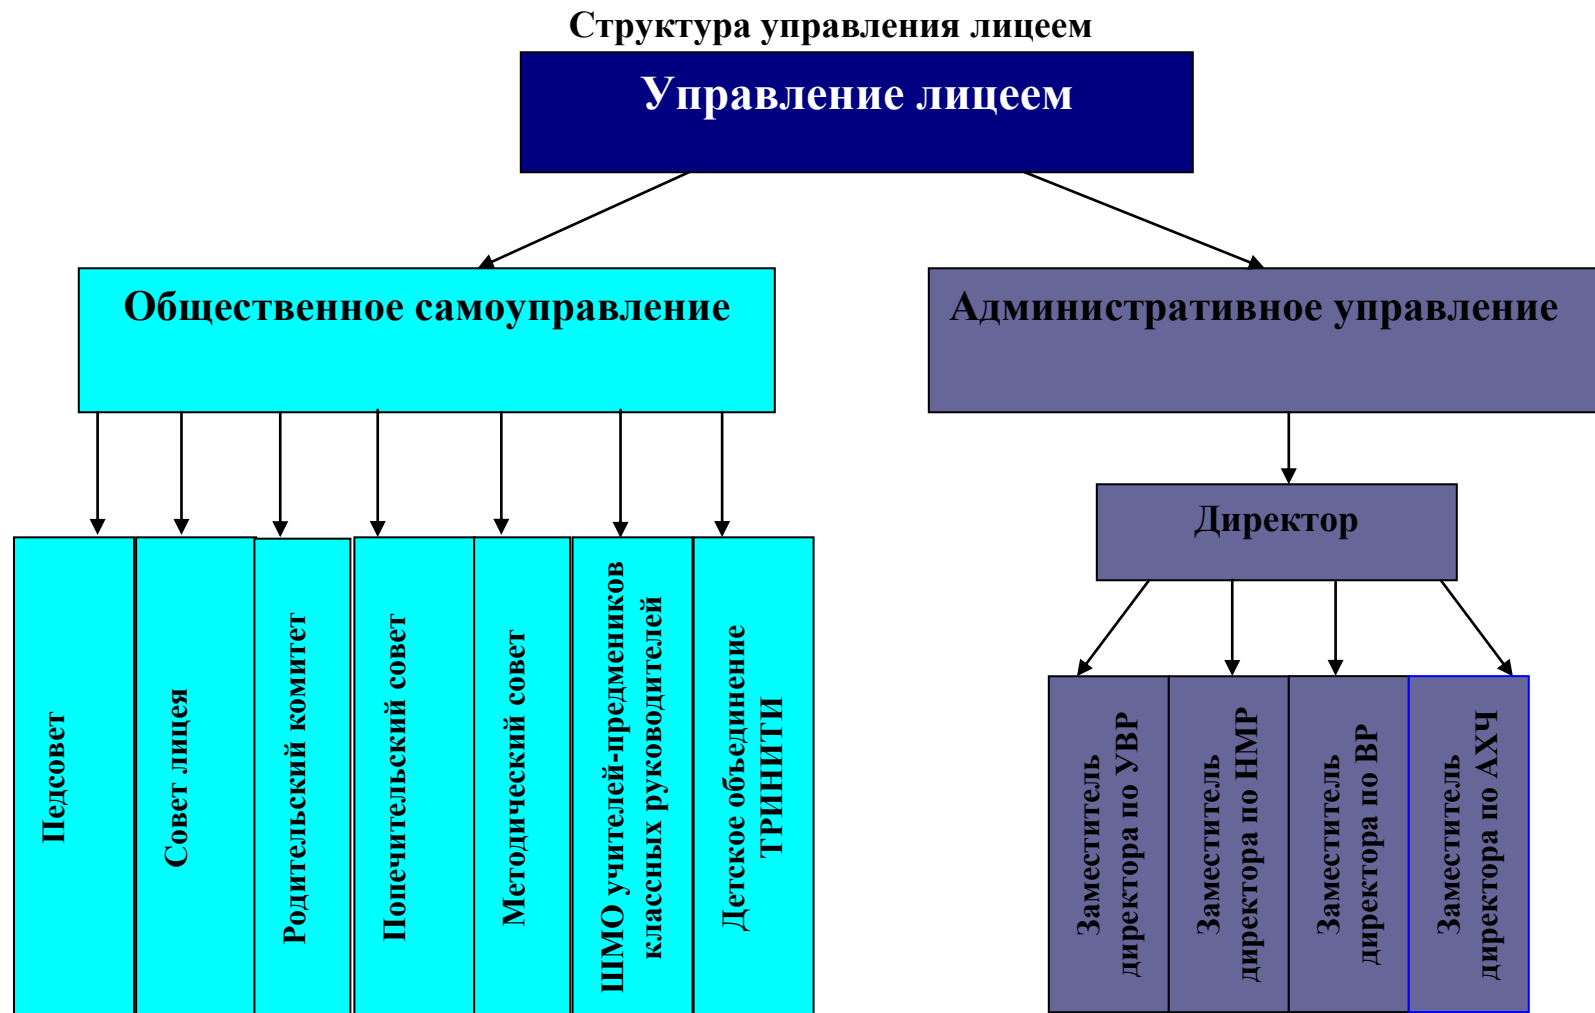 Структура управления лицеем
Управление лицеем
Общественное самоуправление
Административное управление
Директор
Педсовет
Совет лицея
Родительский комитет
Попечительский совет
Методический совет
ШМО учителей-предмеников
классных руководителей
Детское объединение
ТРИНИТИ
Заместитель
директора по УВР
Заместитель
директора по НМР
Заместитель
директора по ВР
Заместитель
директора по АХЧ